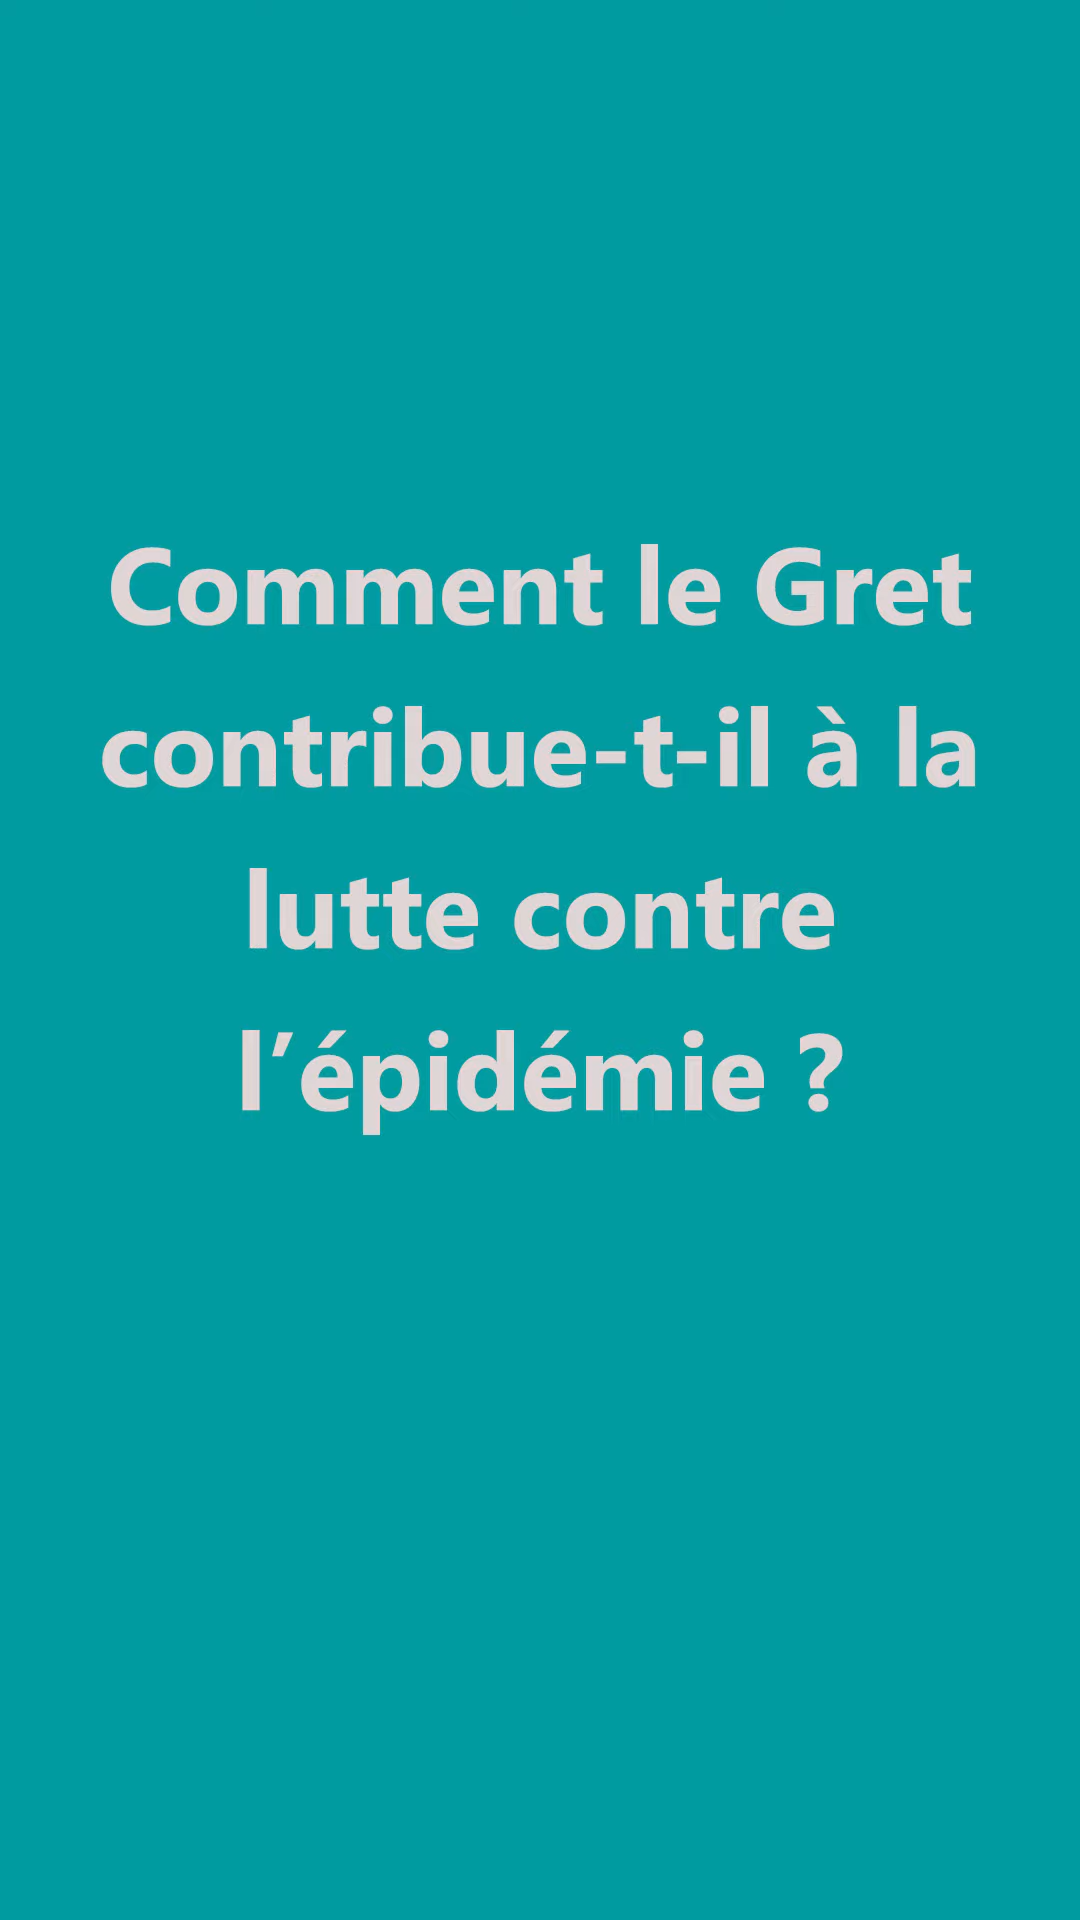 Comment le Gret
contribue-t-il à la
lutte contre
l’épidémie ?